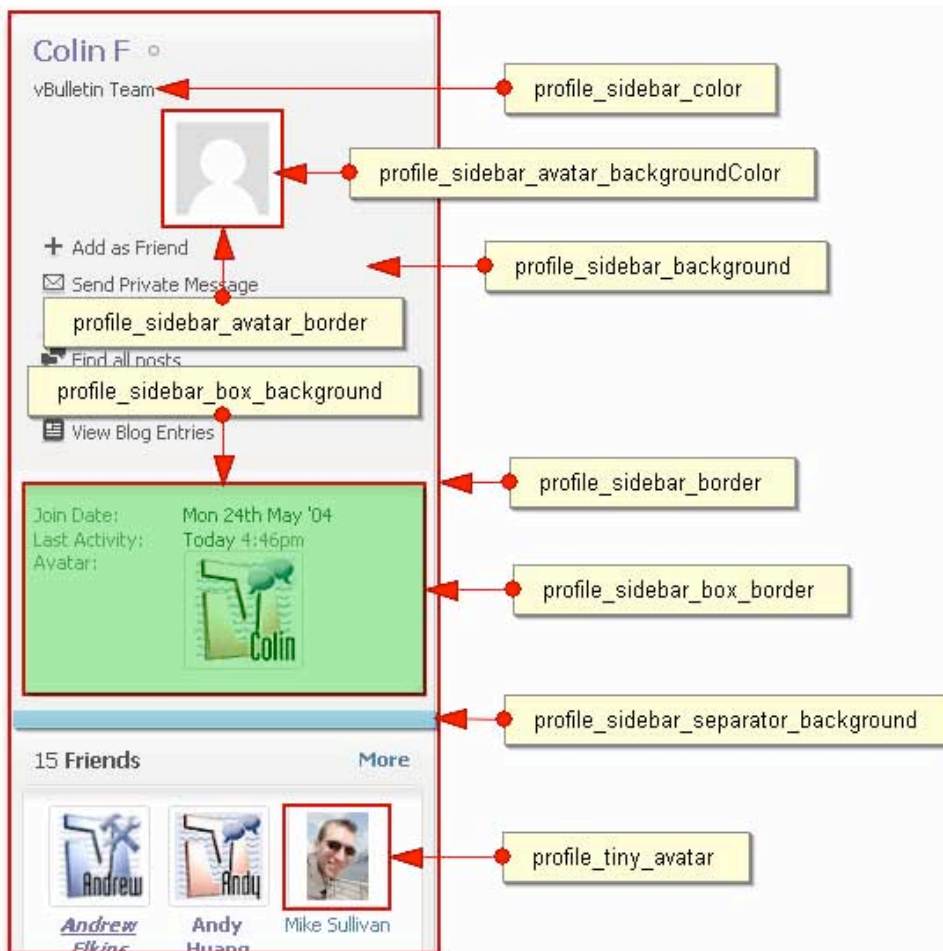 Colin F
vBulletin Team
profile_sidebar_color
profile_sidebar_avatar_backgroundColor
Add as Friend
profile_sidebar_background
Send Private Message
profile_sidebar_avatar_border
Find all posts
profile_sidebar_box_background
View Blog Entries
profile_sidebar_border
Join Date: Mon 24th May '04
Last Activity: Today 4:46pm
Avatar:
Colin
profile_sidebar_box_border
profile_sidebar_separator_background
15 Friends More
Andrew
Andy
profile_tiny_avatar
Andrew Andy Mike Sullivan
Elkins Huang